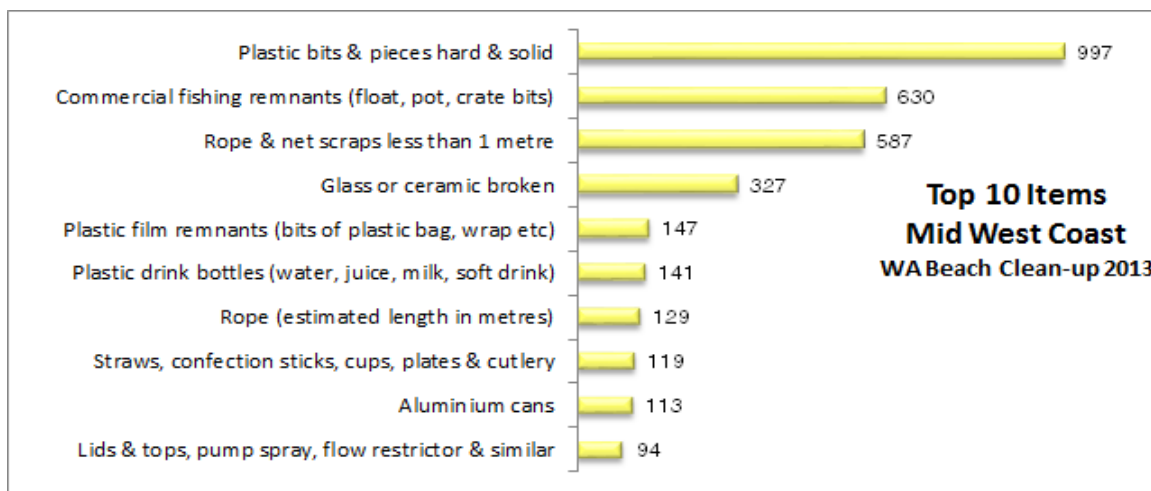 Plastic bits & pieces hard & solid 997
Commercial fishing remnants (float, pot, crate bits) 630
Rope & net scraps less than 1 metre 587
Glass or ceramic broken 327
Plastic film remnants (bits of plastic bag, wrap etc) 147
Plastic drink bottles (water, juice, milk, soft drink) 141
Rope (estimated length in metres) 129
Straws, confection sticks, cups, plates & cutlery 119
Aluminium cans 113
Lids & tops, pump spray, flow restrictor & similar 94
Top 10 Items
Mid West Coast
WA Beach Clean-up 2013